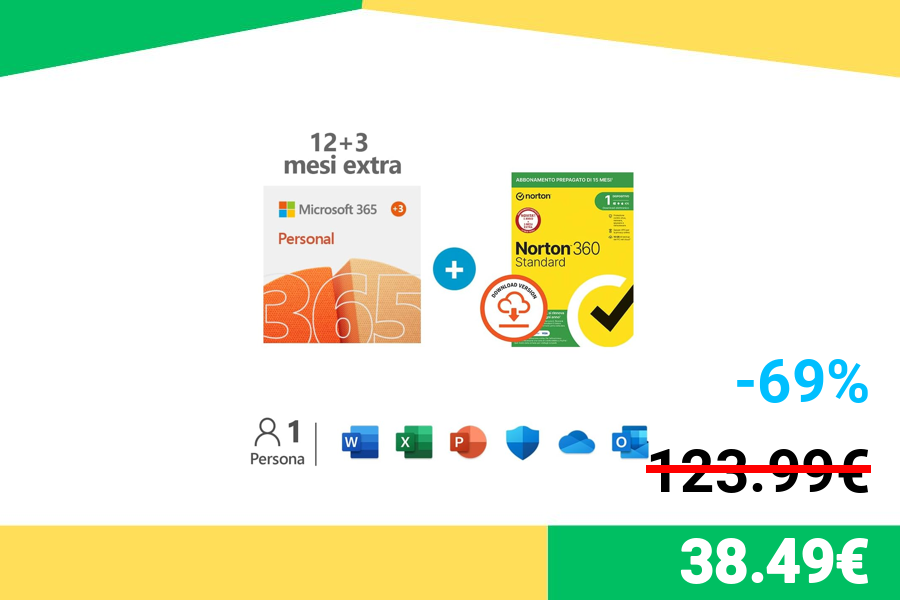 12+3
mesi extra
Microsoft 365
+3
Personal
365
+
ABBONAMENTO PREPAGATO DI 15 MESI*
norton
1
Norton 360
Standard
DOWNLOAD VERSION
-69%
1
Persona
W
X
P
O
123.99€
38.49€